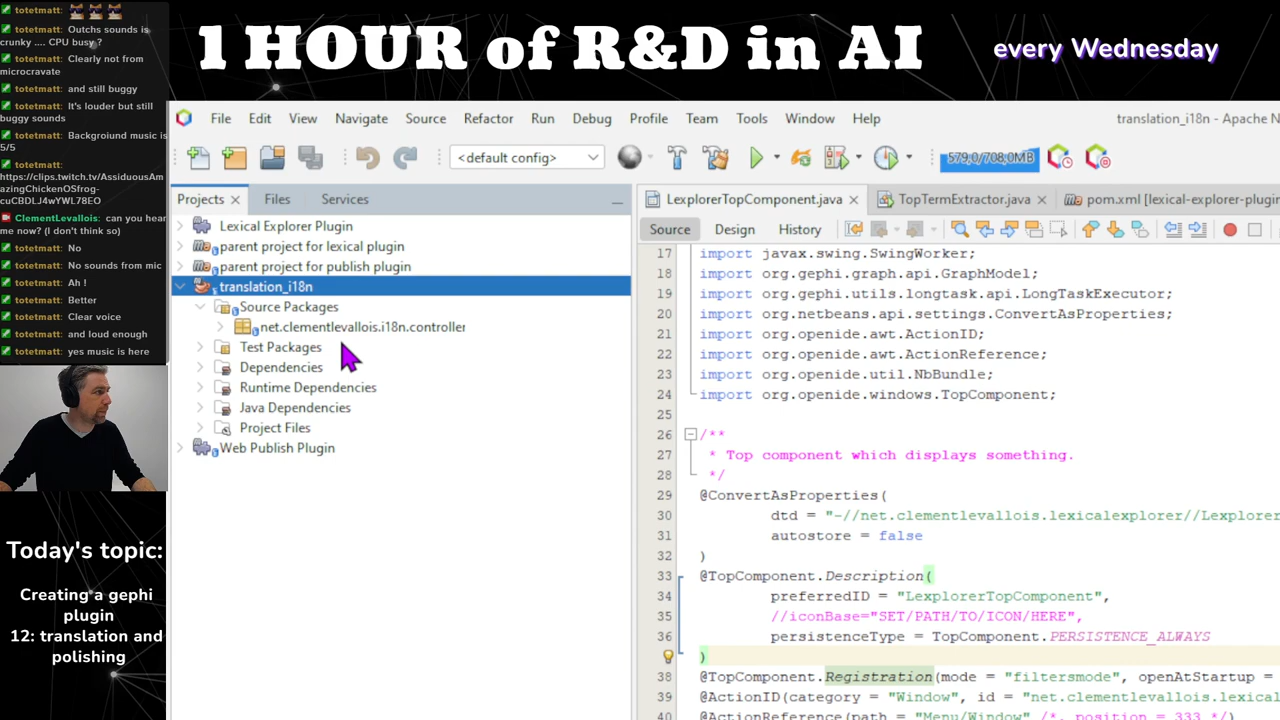 totetmatt:
totetmatt: Outchs sounds is
crunky .... CPU busy ?
totetmatt: Clearly not from
microcravate
totetmatt: and still buggy
totetmatt: It's louder but still
buggy sounds
totetmatt: Backgroiund music is
5/5
totetmatt:
https://clips.twitch.tv/AssiduousAm
azingChickenOSfrog-
cuCBDLJ4wYWL78EO
ClementLevallois: can you hear
me now? (I don't think so)
totetmatt: No
totetmatt: No sounds from mic
totetmatt: Ah !
totetmatt: Better
totetmatt: Clear voice
totetmatt: and loud enough
totetmatt: yes music is here
Today's topic:
Creating a gephi
plugin
12: translation and
polishing
1 HOUR of R&D in AI
every Wednesday
File Edit View Navigate Source Refactor Run Debug Profile Team Tools Window Help translation_i18n - Apache N
<default config> 579,0/708,0MB
Projects Files Services
Lexical Explorer Plugin
parent project for lexical plugin
parent project for publish plugin
translation_i18n
Source Packages
net.clementlevallois.i18n.controller
Test Packages
Dependencies
Runtime Dependencies
Java Dependencies
Project Files
Web Publish Plugin
LexplorerTopComponent.java TopTermExtractor.java pom.xml [lexical-explorer-plugin
Source Design History
17 import javax.swing.SwingWorker;
18 import org.gephi.graph.api.GraphModel;
19 import org.gephi.utils.longtask.api.LongTaskExecutor;
20 import org.netbeans.api.settings.ConvertAsProperties;
21 import org.openide.awt.ActionID;
22 import org.openide.awt.ActionReference;
23 import org.openide.util.NbBundle;
24 import org.openide.windows.TopComponent;
25
26 /**
27 * Top component which displays something.
28 */
29 @ConvertAsProperties(
30 dtd = "-//net.clementlevallois.lexicalexplorer//Lexplorer
31 autostore = false
32 )
33 @TopComponent.Description(
34 preferredID = "LexplorerTopComponent",
35 //iconBase="SET/PATH/TO/ICON/HERE",
36 persistenceType = TopComponent.PERSISTENCE_ALWAYS
)
38 @TopComponent.Registration(mode = "filtersmode", openAtStartup =
39 @ActionID(category = "Window", id = "net.clementlevallois.lexical
40 @ActionReference(path = "Menu/Window" /*, position = 333 */)